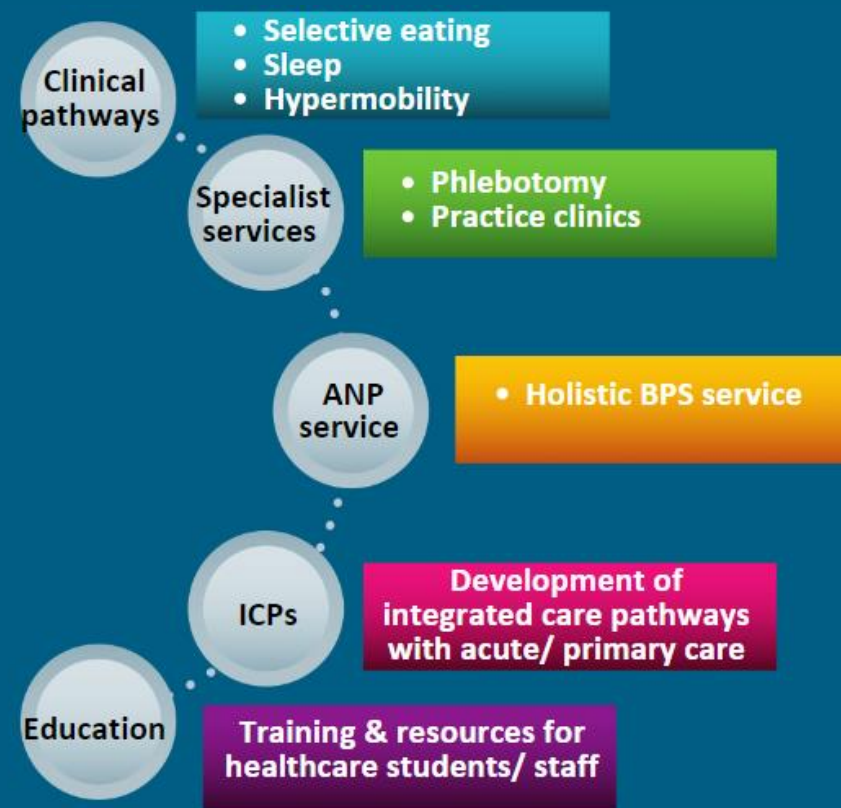 Clinical
pathways
• Selective eating
• Sleep
• Hypermobility
Specialist
services
• Phlebotomy
• Practice clinics
ANP
service
• Holistic BPS service
ICPs
Development of
integrated care pathways
with acute/ primary care
Education
Training & resources for
healthcare students/ staff